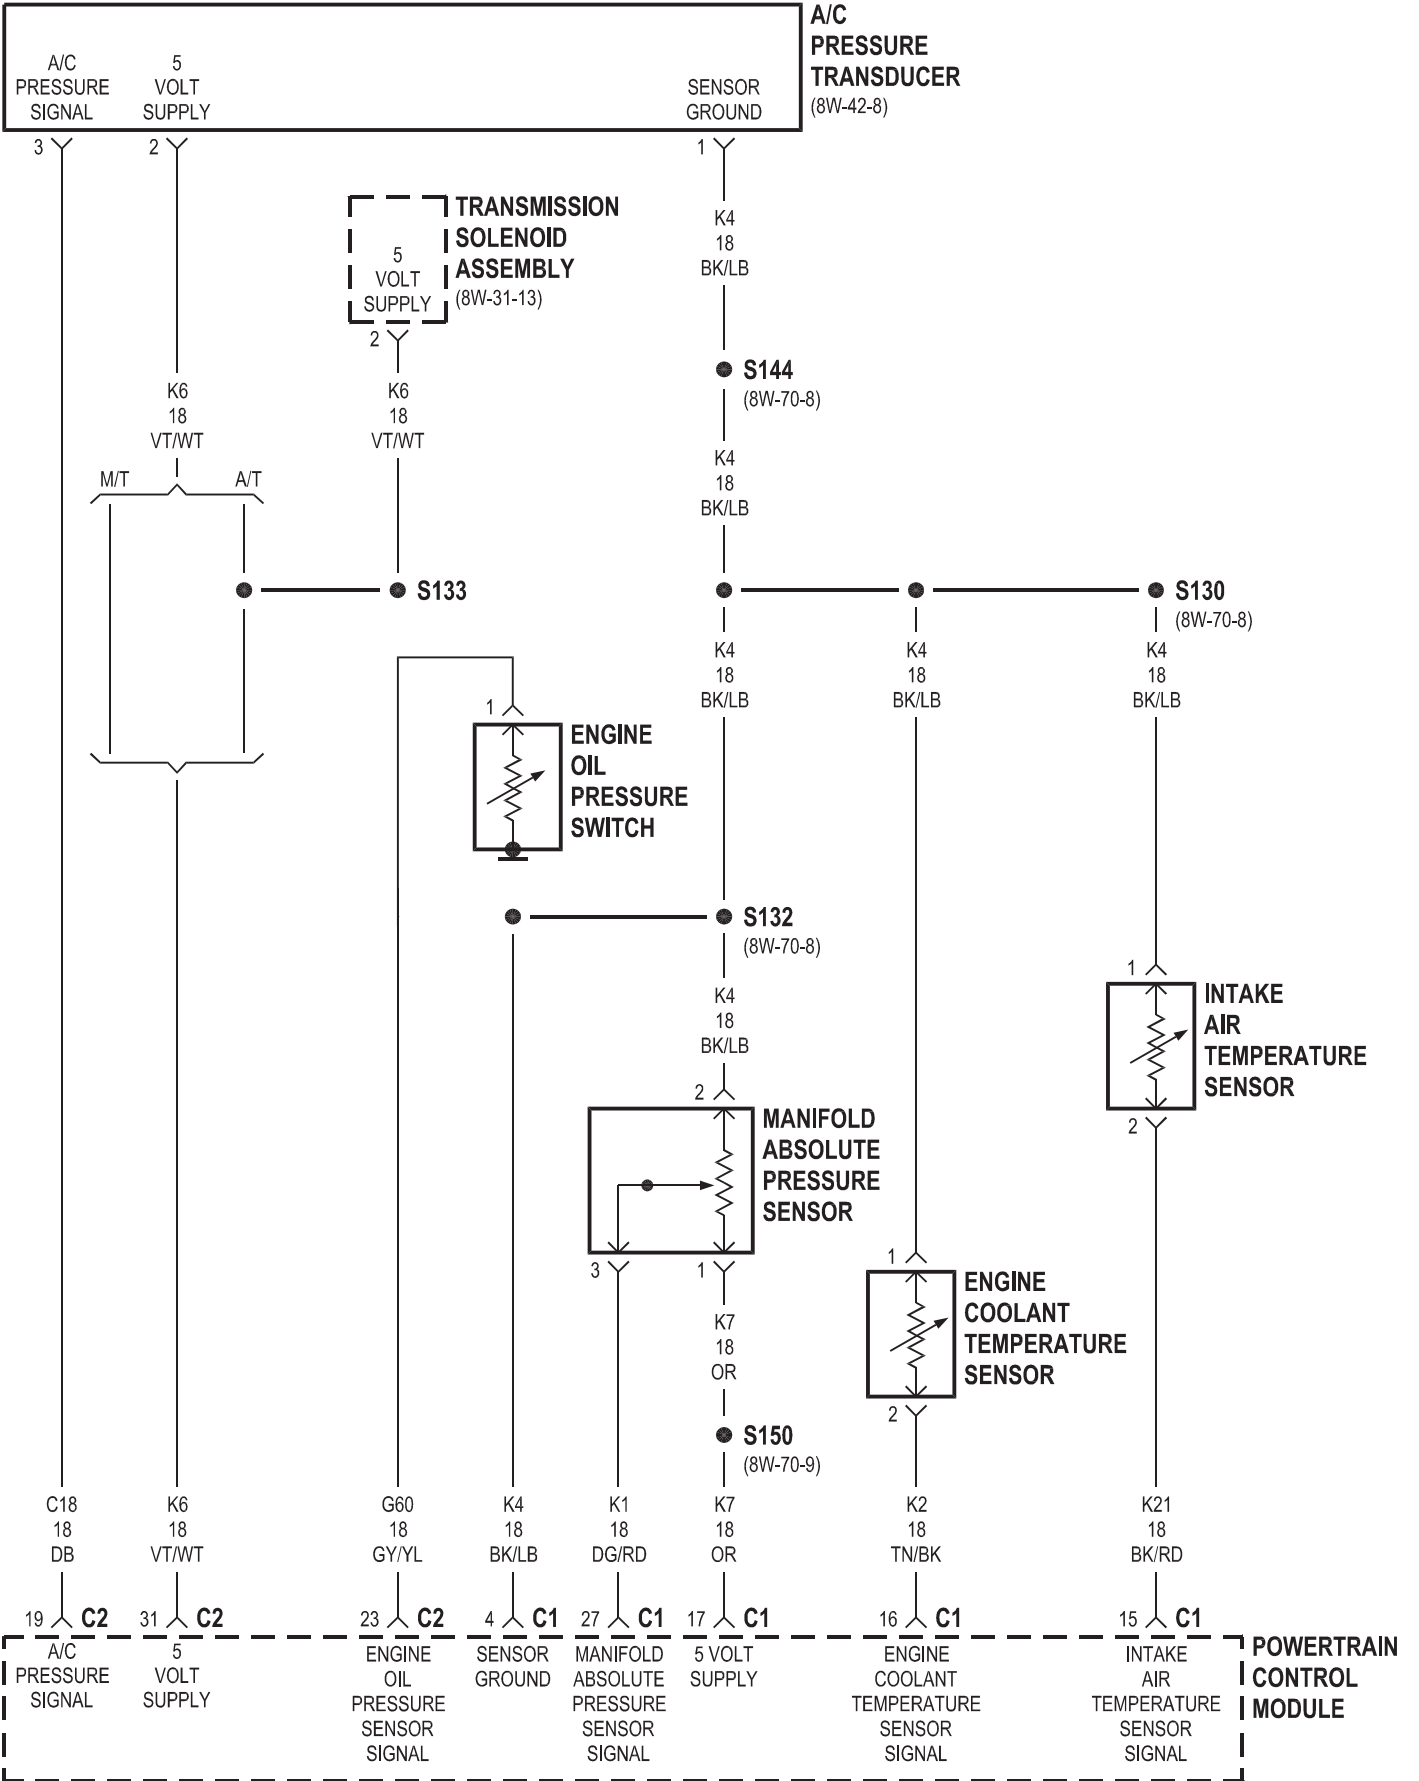 A/C
PRESSURE
TRANSDUCER
(8W-42-8)
A/C
PRESSURE
SIGNAL
5
VOLT
SUPPLY
SENSOR
GROUND
3
2
1
TRANSMISSION
SOLENOID
ASSEMBLY
(8W-31-13)
5
VOLT
SUPPLY
2
K4
18
BK/LB
S144
(8W-70-8)
K6
18
VT/WT
K6
18
VT/WT
K4
18
BK/LB
M/T
A/T
S133
S130
(8W-70-8)
K4
18
BK/LB
K4
18
BK/LB
K4
18
BK/LB
1
ENGINE
OIL
PRESSURE
SWITCH
S132
(8W-70-8)
K4
18
BK/LB
1
INTAKE
AIR
TEMPERATURE
SENSOR
2
2
MANIFOLD
ABSOLUTE
PRESSURE
SENSOR
3
1
1
ENGINE
COOLANT
TEMPERATURE
SENSOR
2
K7
18
OR
S150
(8W-70-9)
C18
18
DB
K6
18
VT/WT
G60
18
GY/YL
K4
18
BK/LB
K1
18
DG/RD
K7
18
OR
K2
18
TN/BK
K21
18
BK/RD
19 C2
31 C2
23 C2
4 C1
27 C1
17 C1
16 C1
15 C1
A/C
PRESSURE
SIGNAL
5
VOLT
SUPPLY
ENGINE
OIL
PRESSURE
SENSOR
SIGNAL
SENSOR
GROUND
MANIFOLD
ABSOLUTE
PRESSURE
SENSOR
SIGNAL
5 VOLT
SUPPLY
ENGINE
COOLANT
TEMPERATURE
SENSOR
SIGNAL
INTAKE
AIR
TEMPERATURE
SENSOR
SIGNAL
POWERTRAIN
CONTROL
MODULE